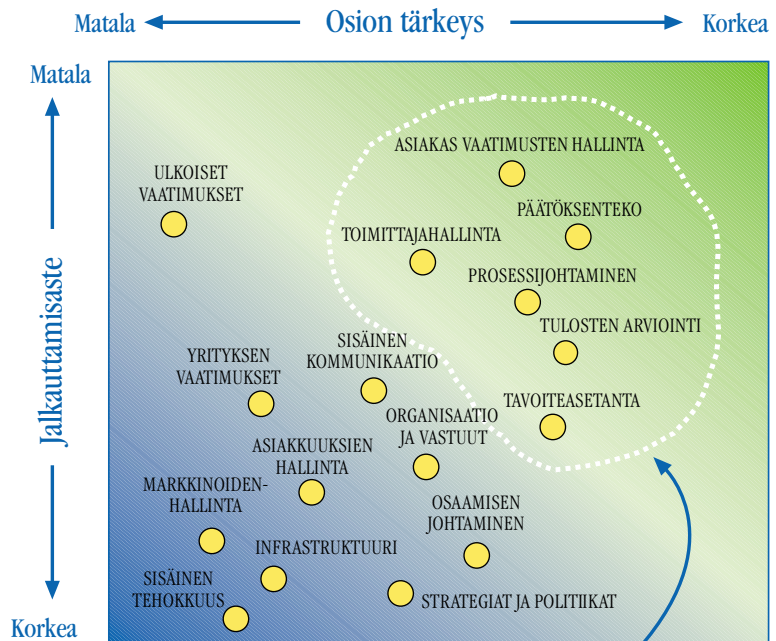 Matala
Osion tärkeys
Korkea
Matala
Jalkauttamisaste
Korkea
ASIAKAS VAATIMUSTEN HALLINTA
ULKOISET
VAATIMUKSET
PÄÄTÖKSENTEKO
TOIMITTAJAHALLINTA
PROSESSIJOHTAMINEN
TULOSTEN ARVIOINTI
SISÄINEN
KOMMUNIKAATIO
YRITYKSEN
VAATIMUKSET
TAVOITEASETANTA
ORGANISAATIO
JA VASTUUT
ASIAKKUUKSIEN
HALLINTA
MARKKINOIDEN-
HALLINTA
OSAAMISEN
JOHTAMINEN
INFRASTRUKTUURI
SISÄINEN
TEHOKKUUS
STRATEGIAT JA POLITIIKAT